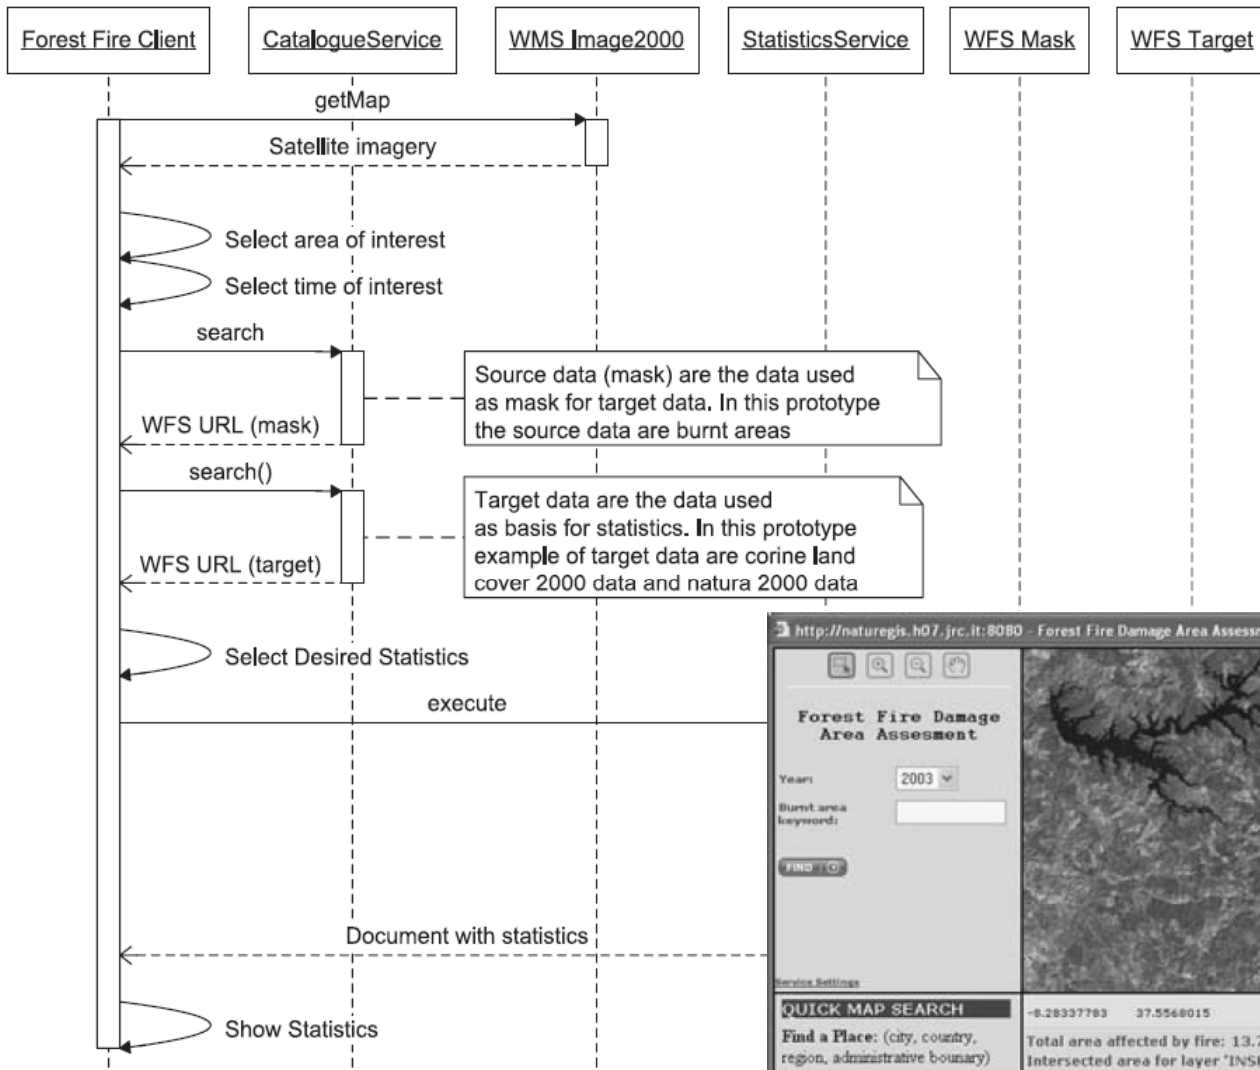 Forest Fire Client
CatalogueService
WMS Image2000
StatisticsService
WFS Mask
WFS Target
getMap
Satellite imagery
Select area of interest
Select time of interest
search
Source data (mask) are the data used
as mask for target data. In this prototype
the source data are burnt areas
WFS URL (mask)
search()
Target data are the data used
as basis for statistics. In this prototype
example of target data are corine land
cover 2000 data and natura 2000 data
WFS URL (target)
Select Desired Statistics
execute
Document with statistics
Show Statistics
http://naturegis.h07.jrc.it:8080 - Forest Fire Damage Area Assess
Forest Fire Damage
Area Assesment
Year:
2003
Burnt area
keyword:
FIND
Service Settings
QUICK MAP SEARCH
Find a Place: (city, country,
region, administrative bounary)
-8.28337783 37.5568015
Total area affected by fire: 13.7
Intersected area for layer 'INS